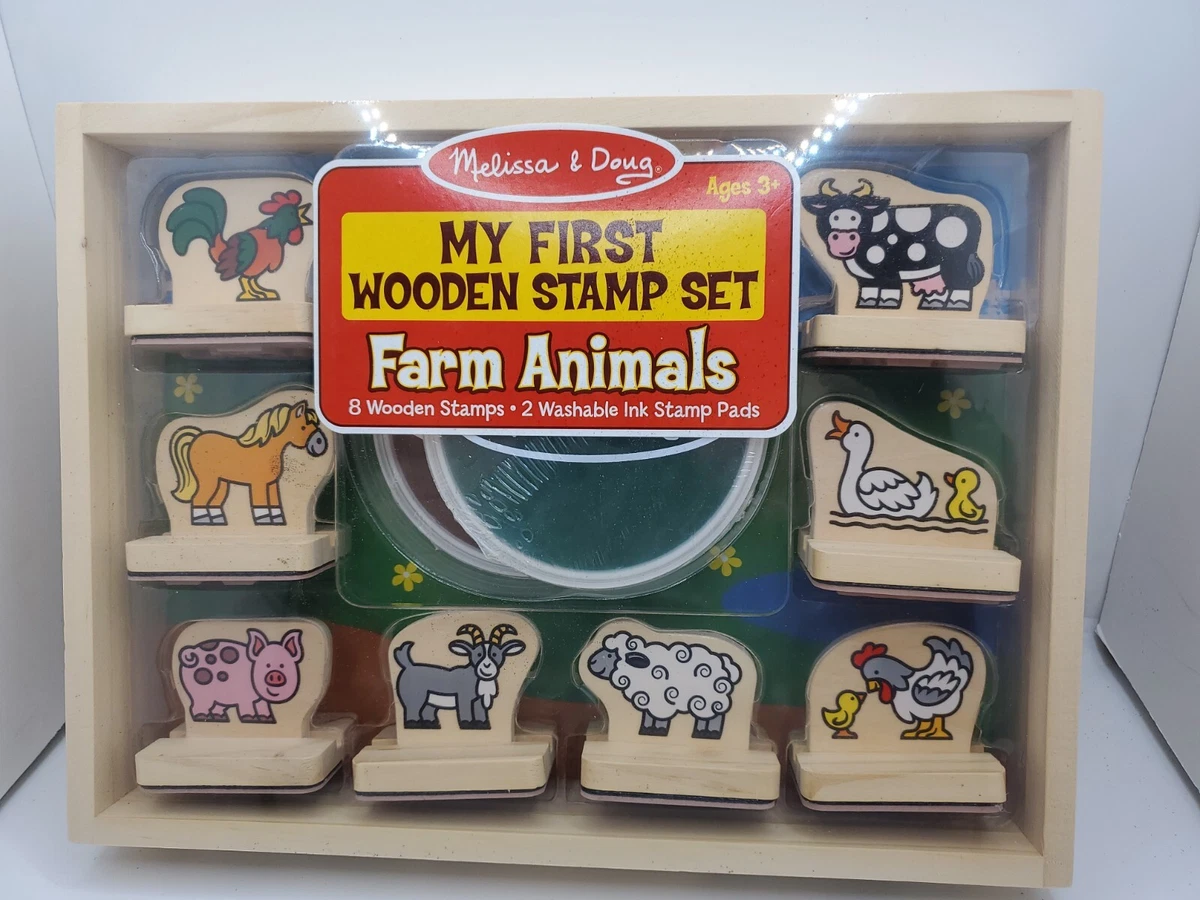 Melissa & Doug®
Ages 3+
MY FIRST
WOODEN STAMP SET
Farm Animals
8 Wooden Stamps • 2 Washable Ink Stamp Pads